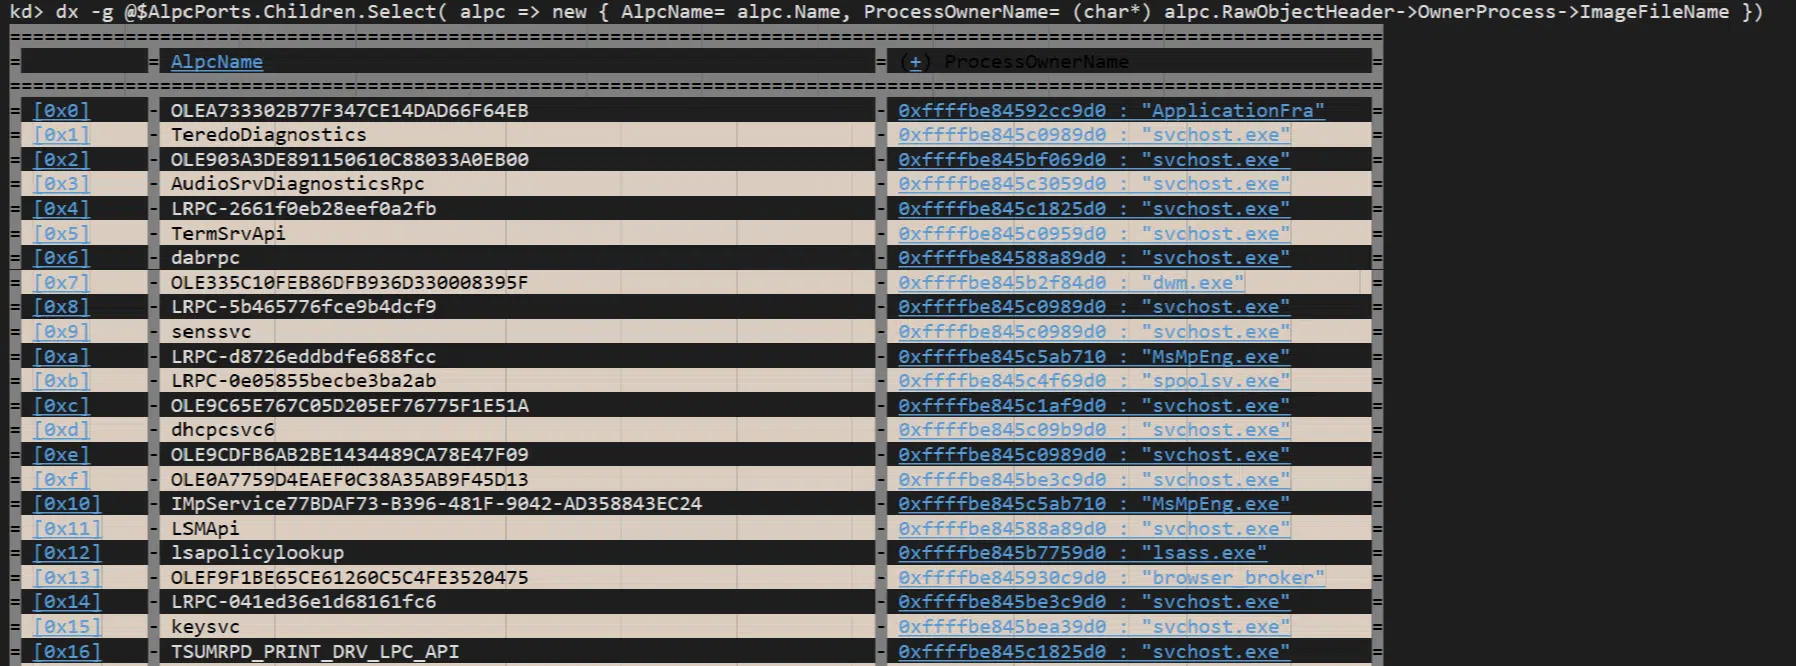 kd> dx -g @$AlpcPorts.Children.Select( alpc => new { AlpcName= alpc.Name, ProcessOwnerName= (char*) alpc.RawObjectHeader->OwnerProcess->ImageFileName })
= = AlpcName = (+) ProcessOwnerName =
= [0x0] - OLEA733302B77F347CE14DAD66F64EB - 0xffffbe84592cc9d0 : "ApplicationFra" =
= [0x1] - TeredoDiagnostics - 0xffffbe845c0989d0 : "svchost.exe" =
= [0x2] - OLE903A3DE891150610C88033A0EB00 - 0xffffbe845bf069d0 : "svchost.exe" =
= [0x3] - AudioSrvDiagnosticsRpc - 0xffffbe845c3059d0 : "svchost.exe" =
= [0x4] - LRPC-2661f0eb28eef0a2fb - 0xffffbe845c1825d0 : "svchost.exe" =
= [0x5] - TermSrvApi - 0xffffbe845c0959d0 : "svchost.exe" =
= [0x6] - dabrpc - 0xffffbe84588a89d0 : "svchost.exe" =
= [0x7] - OLE335C10FEB86DFB936D330008395F - 0xffffbe845b2f84d0 : "dwm.exe" =
= [0x8] - LRPC-5b465776fce9b4dcf9 - 0xffffbe845c0989d0 : "svchost.exe" =
= [0x9] - senssvc - 0xffffbe845c0989d0 : "svchost.exe" =
= [0xa] - LRPC-d8726eddbdfe688fcc - 0xffffbe845c5ab710 : "MsMpEng.exe" =
= [0xb] - LRPC-0e05855becbe3ba2ab - 0xffffbe845c4f69d0 : "spoolsv.exe" =
= [0xc] - OLE9C65E767C05D205EF76775F1E51A - 0xffffbe845c1af9d0 : "svchost.exe" =
= [0xd] - dhcpcsvc6 - 0xffffbe845c09b9d0 : "svchost.exe" =
= [0xe] - OLE9CDFB6AB2BE1434489CA78E47F09 - 0xffffbe845c0989d0 : "svchost.exe" =
= [0xf] - OLE0A7759D4EAEF0C38A35AB9F45D13 - 0xffffbe845be3c9d0 : "svchost.exe" =
= [0x10] - IMpService77BDAF73-B396-481F-9042-AD358843EC24 - 0xffffbe845c5ab710 : "MsMpEng.exe" =
= [0x11] - LSMApi - 0xffffbe84588a89d0 : "svchost.exe" =
= [0x12] - lsapolicylookup - 0xffffbe845b7759d0 : "lsass.exe" =
= [0x13] - OLEF9F1BE65CE61260C5C4FE3520475 - 0xffffbe845930c9d0 : "browser_broker" =
= [0x14] - LRPC-041ed36e1d68161fc6 - 0xffffbe845be3c9d0 : "svchost.exe" =
= [0x15] - keysvc - 0xffffbe845bea39d0 : "svchost.exe" =
= [0x16] - TSUMRPD_PRINT_DRV_LPC_API - 0xffffbe845c1825d0 : "svchost.exe" =